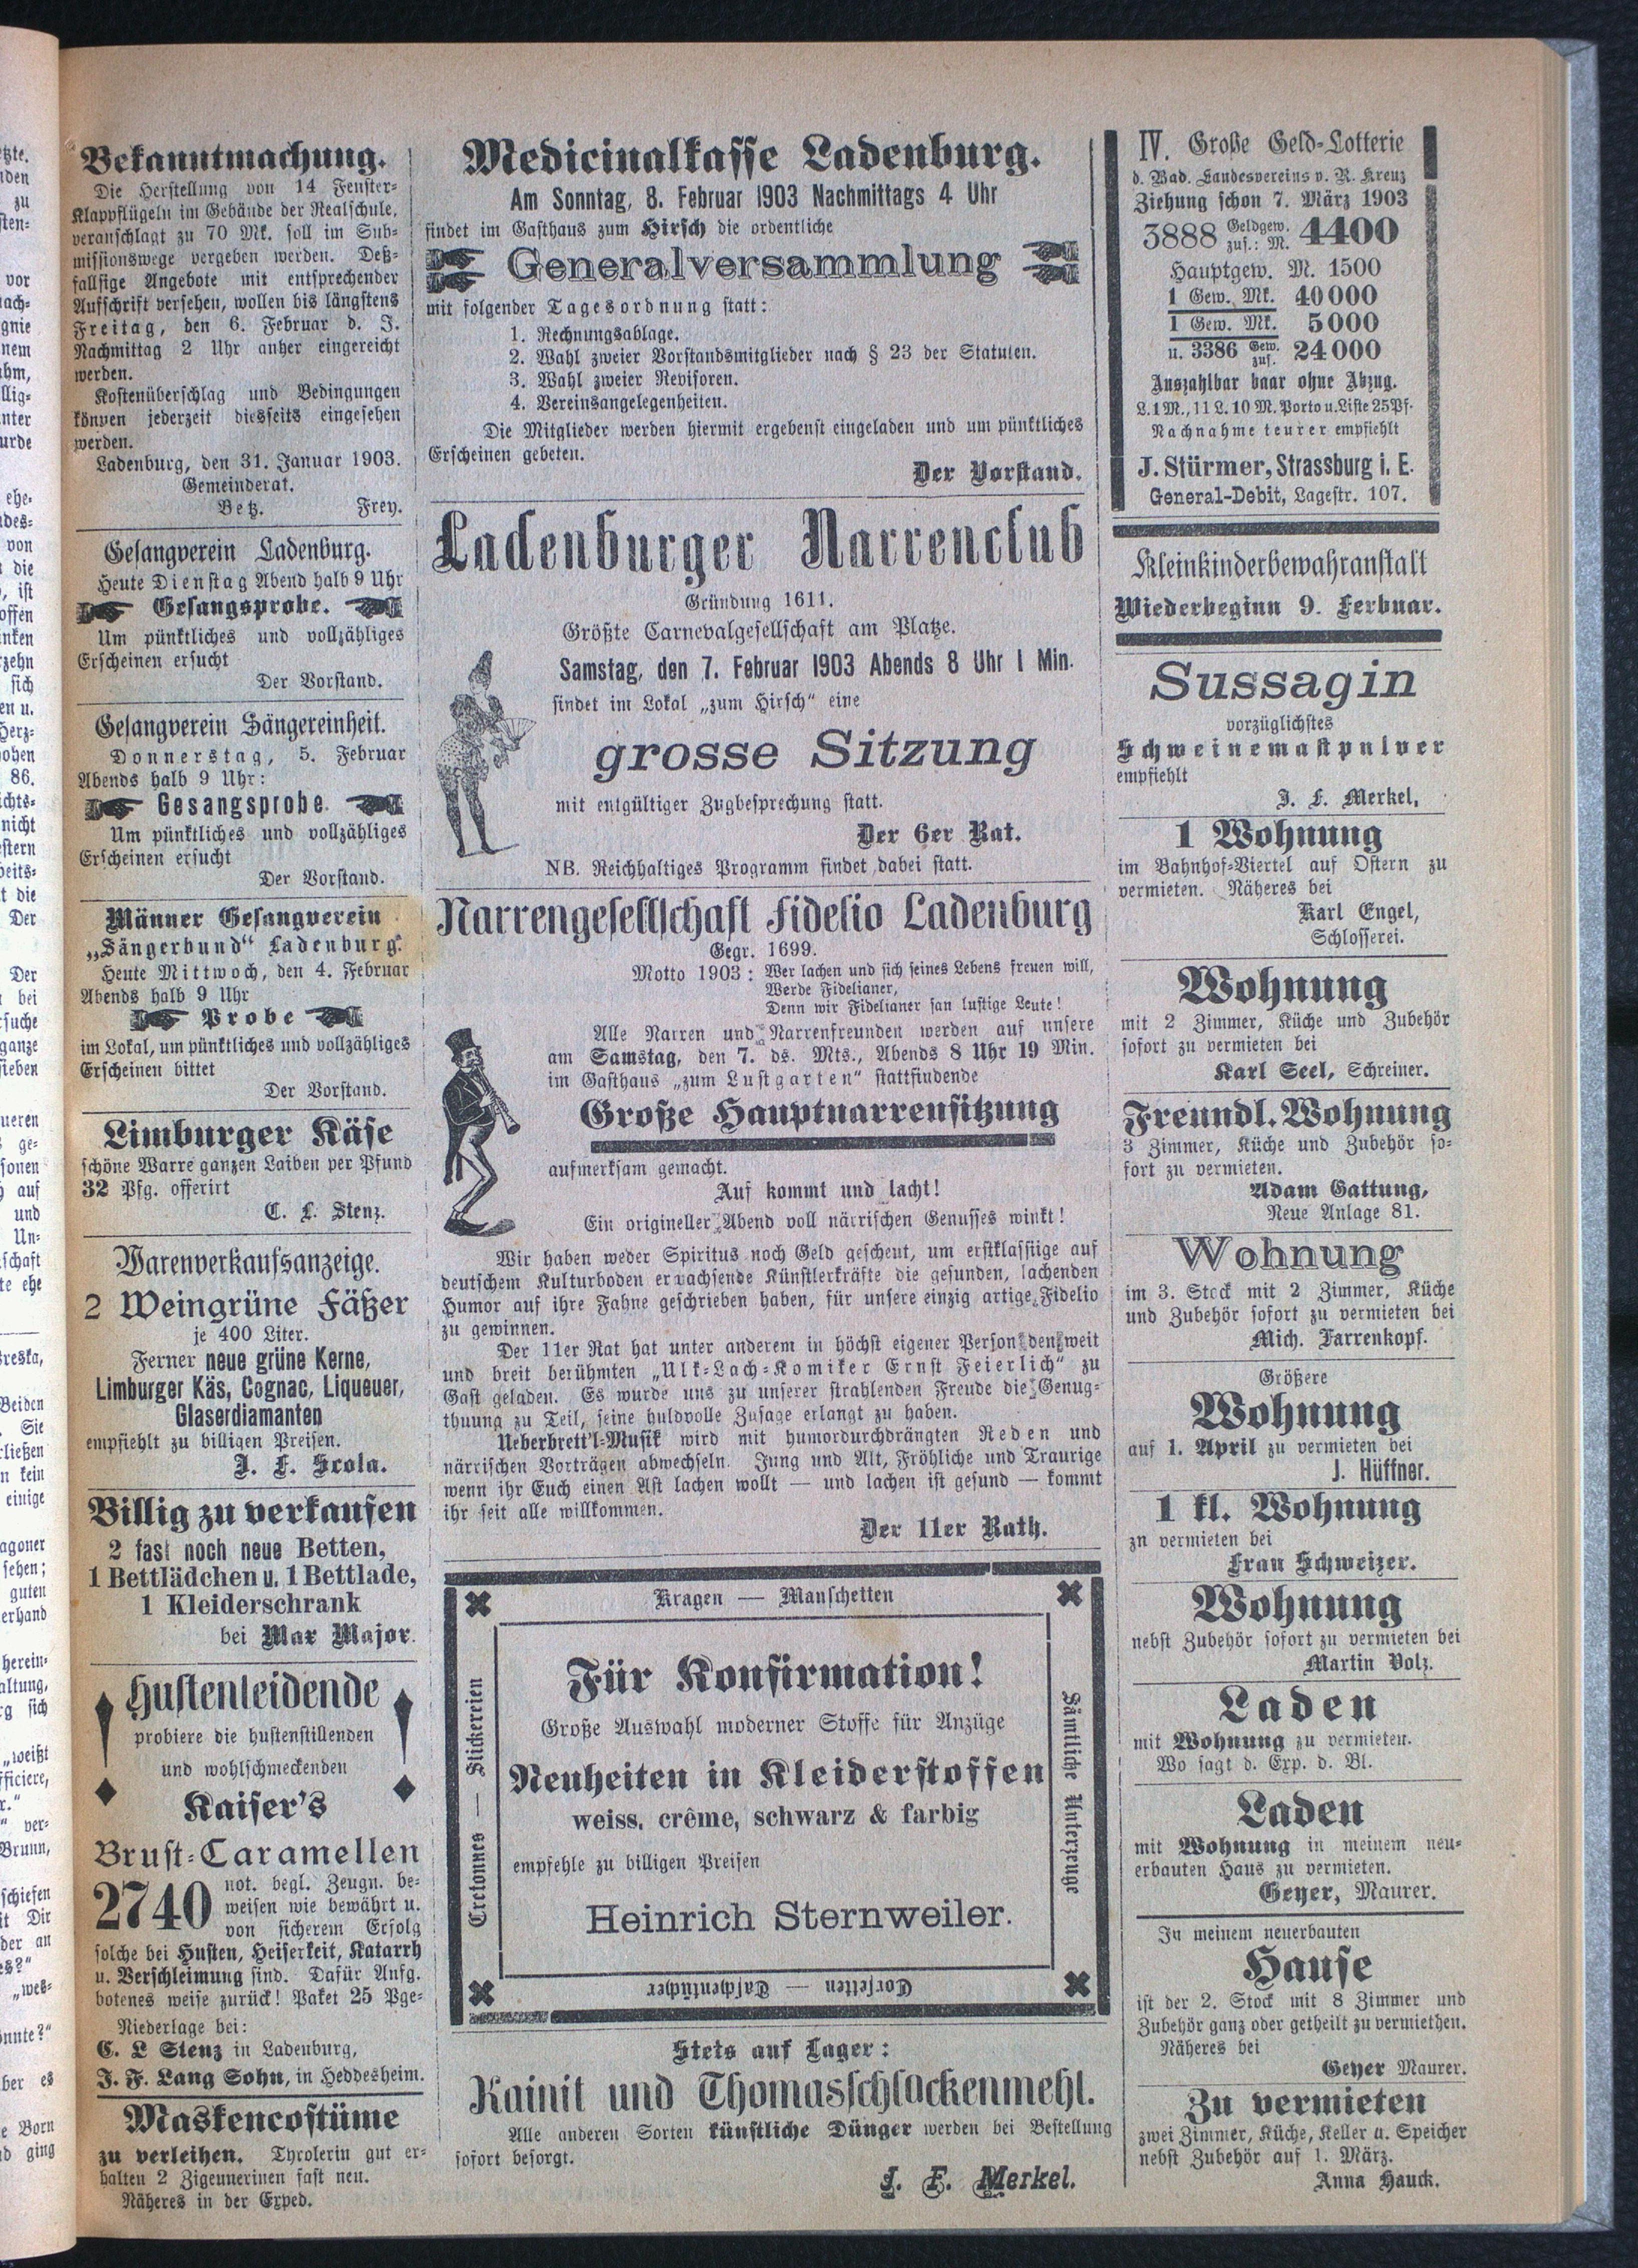 Bekanntmachung.
Die Herstellung von 14 Fenster-
Klappflügeln im Gebäude der Realschule,
veranschlagt zu 70 Mk. soll im Sub-
missionswege vergeben werden. Deß-
fallsige Angebote mit entsprechender
Aufschrift versehen, wollen bis längstens
Freitag, den 6. Februar d. J.
Nachmittag 2 Uhr anher eingereicht
werden.
Kostenüberschlag und Bedingungen
können jederzeit diesseits eingesehen
werden.
Ladenburg, den 31. Januar 1903.
Gemeinderat.
Betz. Frey.
Gesangverein Ladenburg.
Heute Dienstag Abend halb 9 Uhr
Gesangsprobe.
Um pünktliches und vollzähliges
Erscheinen ersucht
Der Vorstand.
Gesangverein Sängereinheit.
Donnerstag, 5. Februar
Abends halb 9 Uhr:
Gesangsprobe.
Um pünktliches und vollzähliges
Erscheinen ersucht
Der Vorstand.
Männer Gesangverein
„Sängerbund“ Ladenburg.
Heute Mittwoch, den 4. Februar
Abends halb 9 Uhr
Probe
im Lokal, um pünktliches und vollzähliges
Erscheinen bittet
Der Vorstand.
Limburger Käse
schöne Warre ganzen Laiben per Pfund
32 Pfg. offerirt
C. L. Stenz.
Warenverkaufsanzeige.
2 Weingrüne Fäßer
je 400 Liter.
Ferner neue grüne Kerne,
Limburger Käs, Cognac, Liqueuer,
Glaserdiamanten
empfiehlt zu billigen Preisen.
J. F. Scola.
Billig zu verkaufen
2 fast noch neue Betten,
1 Bettlädchen u. 1 Bettlade,
1 Kleiderschrank
bei Max Major.
Hustenleidende
probiere die hustenstillenden
und wohlschmeckenden
Kaiser's
Brust-Caramellen
2740 not. begl. Zeugn. be-
weisen wie bewährt u.
von sicherem Erfolg
solche bei Husten, Heiserkeit, Katarrh
u. Verschleimung sind. Dafür Anfg.
botenes weise zurück! Paket 25 Pge-
Niederlage bei:
C. L Stenz in Ladenburg,
J. F. Lang Sohn, in Heddesheim.
Maskencostüme
zu verleihen. Tyrolerin gut er-
halten 2 Zigeunerinen fast neu.
Näheres in der Exped.
Medicinalkasse Ladenburg.
Am Sonntag, 8. Februar 1903 Nachmittags 4 Uhr
findet im Gasthaus zum Hirsch die ordentliche
Generalversammlung
mit folgender Tagesordnung statt:
1. Rechnungsablage.
2. Wahl zweier Vorstandsmitglieder nach § 23 der Statuten.
3. Wahl zweier Revisoren.
4. Vereinsangelegenheiten.
Die Mitglieder werden hiermit ergebenst eingeladen und um pünktliches
Erscheinen gebeten.
Der Vorstand.
Ladenburger Narrenclub
Gründung 1611.
Größte Carnevalgesellschaft am Platze.
Samstag, den 7. Februar 1903 Abends 8 Uhr 1 Min.
findet im Lokal „zum Hirsch“ eine
grosse Sitzung
mit entgültiger Zugbesprechung statt.
Der 6er Rat.
NB. Reichhaltiges Programm findet dabei statt.
Narrengesellschaft Fidelio Ladenburg
Gegr. 1699.
Motto 1903: Wer lachen und sich seines Lebens freuen will,
Werde Fidelianer,
Denn wir Fidelianer san lustige Leute!
Alle Narren und Narrenfreunden werden auf unsere
am Samstag, den 7. ds. Mts., Abends 8 Uhr 19 Min.
im Gasthaus „zum Lustgarten“ stattfindende
Große Hauptnarrensitzung
aufmerksam gemacht.
Auf kommt und lacht!
Ein origineller Abend voll närrischen Genusses winkt!
Wir haben weder Spiritus noch Geld gescheut, um erstklassiige auf
deutschem Kulturboden erwachsende Künstlerkräfte die gesunden, lachenden
Humor auf ihre Fahne geschrieben haben, für unsere einzig artige Fidelio
zu gewinnen.
Der 11er Rat hat unter anderem in höchst eigener Person den weit
und breit berühmten „Ulk-Lach-Komiker Ernst Feierlich“ zu
Gast geladen. Es wurde uns zu unserer strahlenden Freude die Genug-
thuung zu Teil, seine huldvolle Zusage erlangt zu haben.
Ueberbrett'l-Musik wird mit humordurchdrängten Reden und
närrischen Vorträgen abwechseln. Jung und Alt, Fröhliche und Traurige
wenn ihr Euch einen Ast lachen wollt — und lachen ist gesund — kommt
ihr seit alle willkommen.
Der 11er Rath.
Kragen — Manschetten
Cretonnes — Stickereien
Für Konfirmation!
Große Auswahl moderner Stoffe für Anzüge
Neuheiten in Kleiderstoffen
weiss, crême, schwarz & farbig
empfehle zu billigen Preisen
Heinrich Sternweiler.
Sämtliche Unterzeuge
Corsetten — Taschentücher
Stets auf Lager:
Kainit und Thomasschlackenmehl.
Alle anderen Sorten künstliche Dünger werden bei Bestellung
sofort besorgt.
J. F. Merkel.
IV. Große Geld-Lotterie
d. Bad. Landesvereins v. R. Kreuz
Ziehung schon 7. März 1903
3888 Geldgew. zus.: M. 4400
Hauptgew. M. 1500
1 Gew. Mk. 40000
1 Gew. Mk. 5000
u. 3386 Gew. zus. 24000
Auszahlbar baar ohne Abzug.
L. 1 M., 11 L. 10 M. Porto u. Liste 25 Pf.
Nachnahme teurer empfiehlt
J. Stürmer, Strassburg i. E.
General-Debit, Lagestr. 107.
Kleinkinderbewahranstalt
Wiederbeginn 9. Ferbuar.
Sussagin
vorzüglichstes
Schweinemastpulver
empfiehlt
J. F. Merkel,
1 Wohnung
im Bahnhof-Viertel auf Ostern zu
vermieten. Näheres bei
Karl Engel,
Schlosserei.
Wohnung
mit 2 Zimmer, Küche und Zubehör
sofort zu vermieten bei
Karl Seel, Schreiner.
Freundl. Wohnung
3 Zimmer, Küche und Zubehör so-
fort zu vermieten.
Adam Gattung,
Neue Anlage 81.
Wohnung
im 3. Stock mit 2 Zimmer, Küche
und Zubehör sofort zu vermieten bei
Mich. Farrenkopf.
Größere
Wohnung
auf 1. April zu vermieten bei
J. Hüffner.
1 kl. Wohnung
zn vermieten bei
Frau Schweizer.
Wohnung
nebst Zubehör sofort zu vermieten bei
Martin Volz.
Laden
mit Wohnung zu vermieten.
Wo sagt d. Exp. d. Bl.
Laden
mit Wohnung in meinem neu-
erbauten Haus zu vermieten.
Geyer, Maurer.
In meinem neuerbauten
Hause
ist der 2. Stock mit 8 Zimmer und
Zubehör ganz oder getheilt zu vermiethen.
Näheres bei
Geyer Maurer.
Zu vermieten
zwei Zimmer, Küche, Keller u. Speicher
nebst Zubehör auf 1. März.
Anna Hauck.